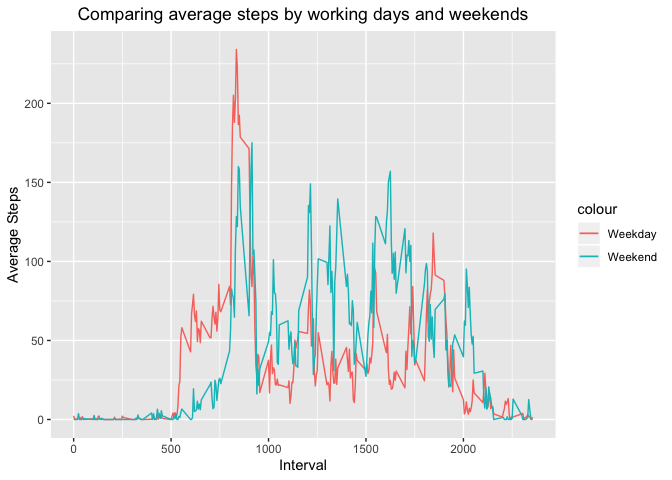 Comparing average steps by working days and weekends
Average Steps
200
150
100
50
0
0 500 1000 1500 2000
Interval
colour
Weekday
Weekend